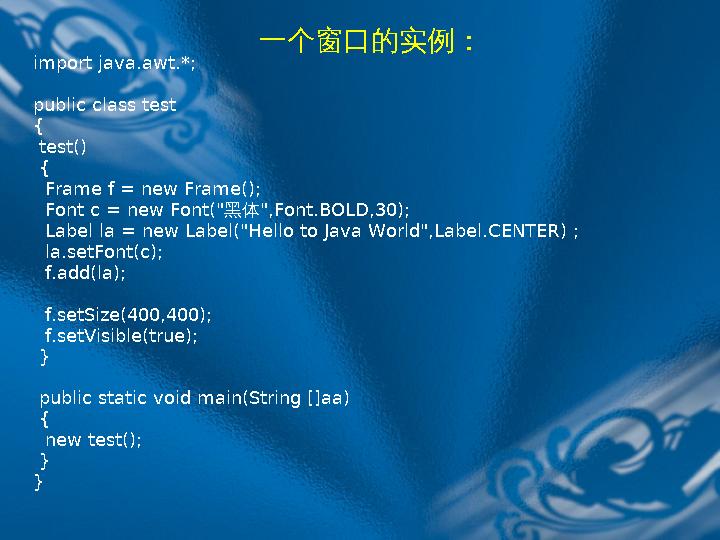 一个窗口的实例：
import java.awt.*;
public class test
{
test()
{
Frame f = new Frame();
Font c = new Font("黑体",Font.BOLD,30);
Label la = new Label("Hello to Java World",Label.CENTER) ;
la.setFont(c);
f.add(la);
f.setSize(400,400);
f.setVisible(true);
}
public static void main(String []aa)
{
new test();
}
}